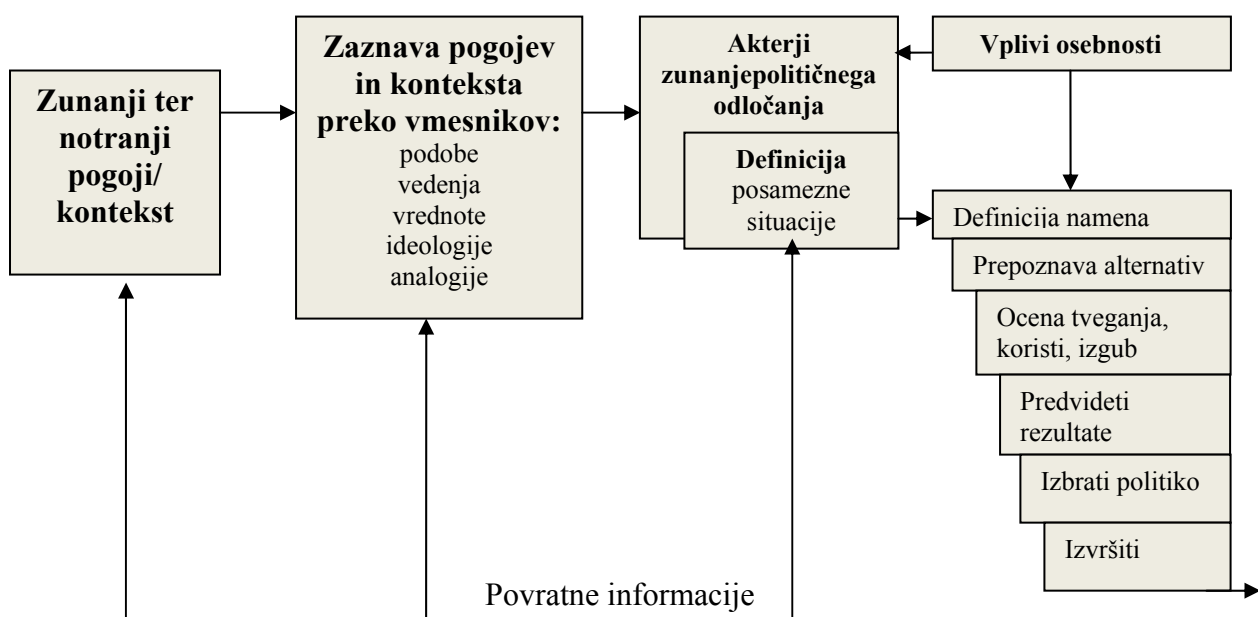 Zunanji ter
notranji
pogoji/
kontekst
Zaznava pogojev
in konteksta
preko vmesnikov:
podobe
vedenja
vrednote
ideologije
analogije
Akterji
zunanjepolitičnega
odločanja
Definicija
posamezne
situacije
Vplivi osebnosti
Definicija namena
Prepoznava alternativ
Ocena tveganja,
koristi, izgub
Predvideti
rezultate
Izbrati politiko
Izvršiti
Povratne informacije